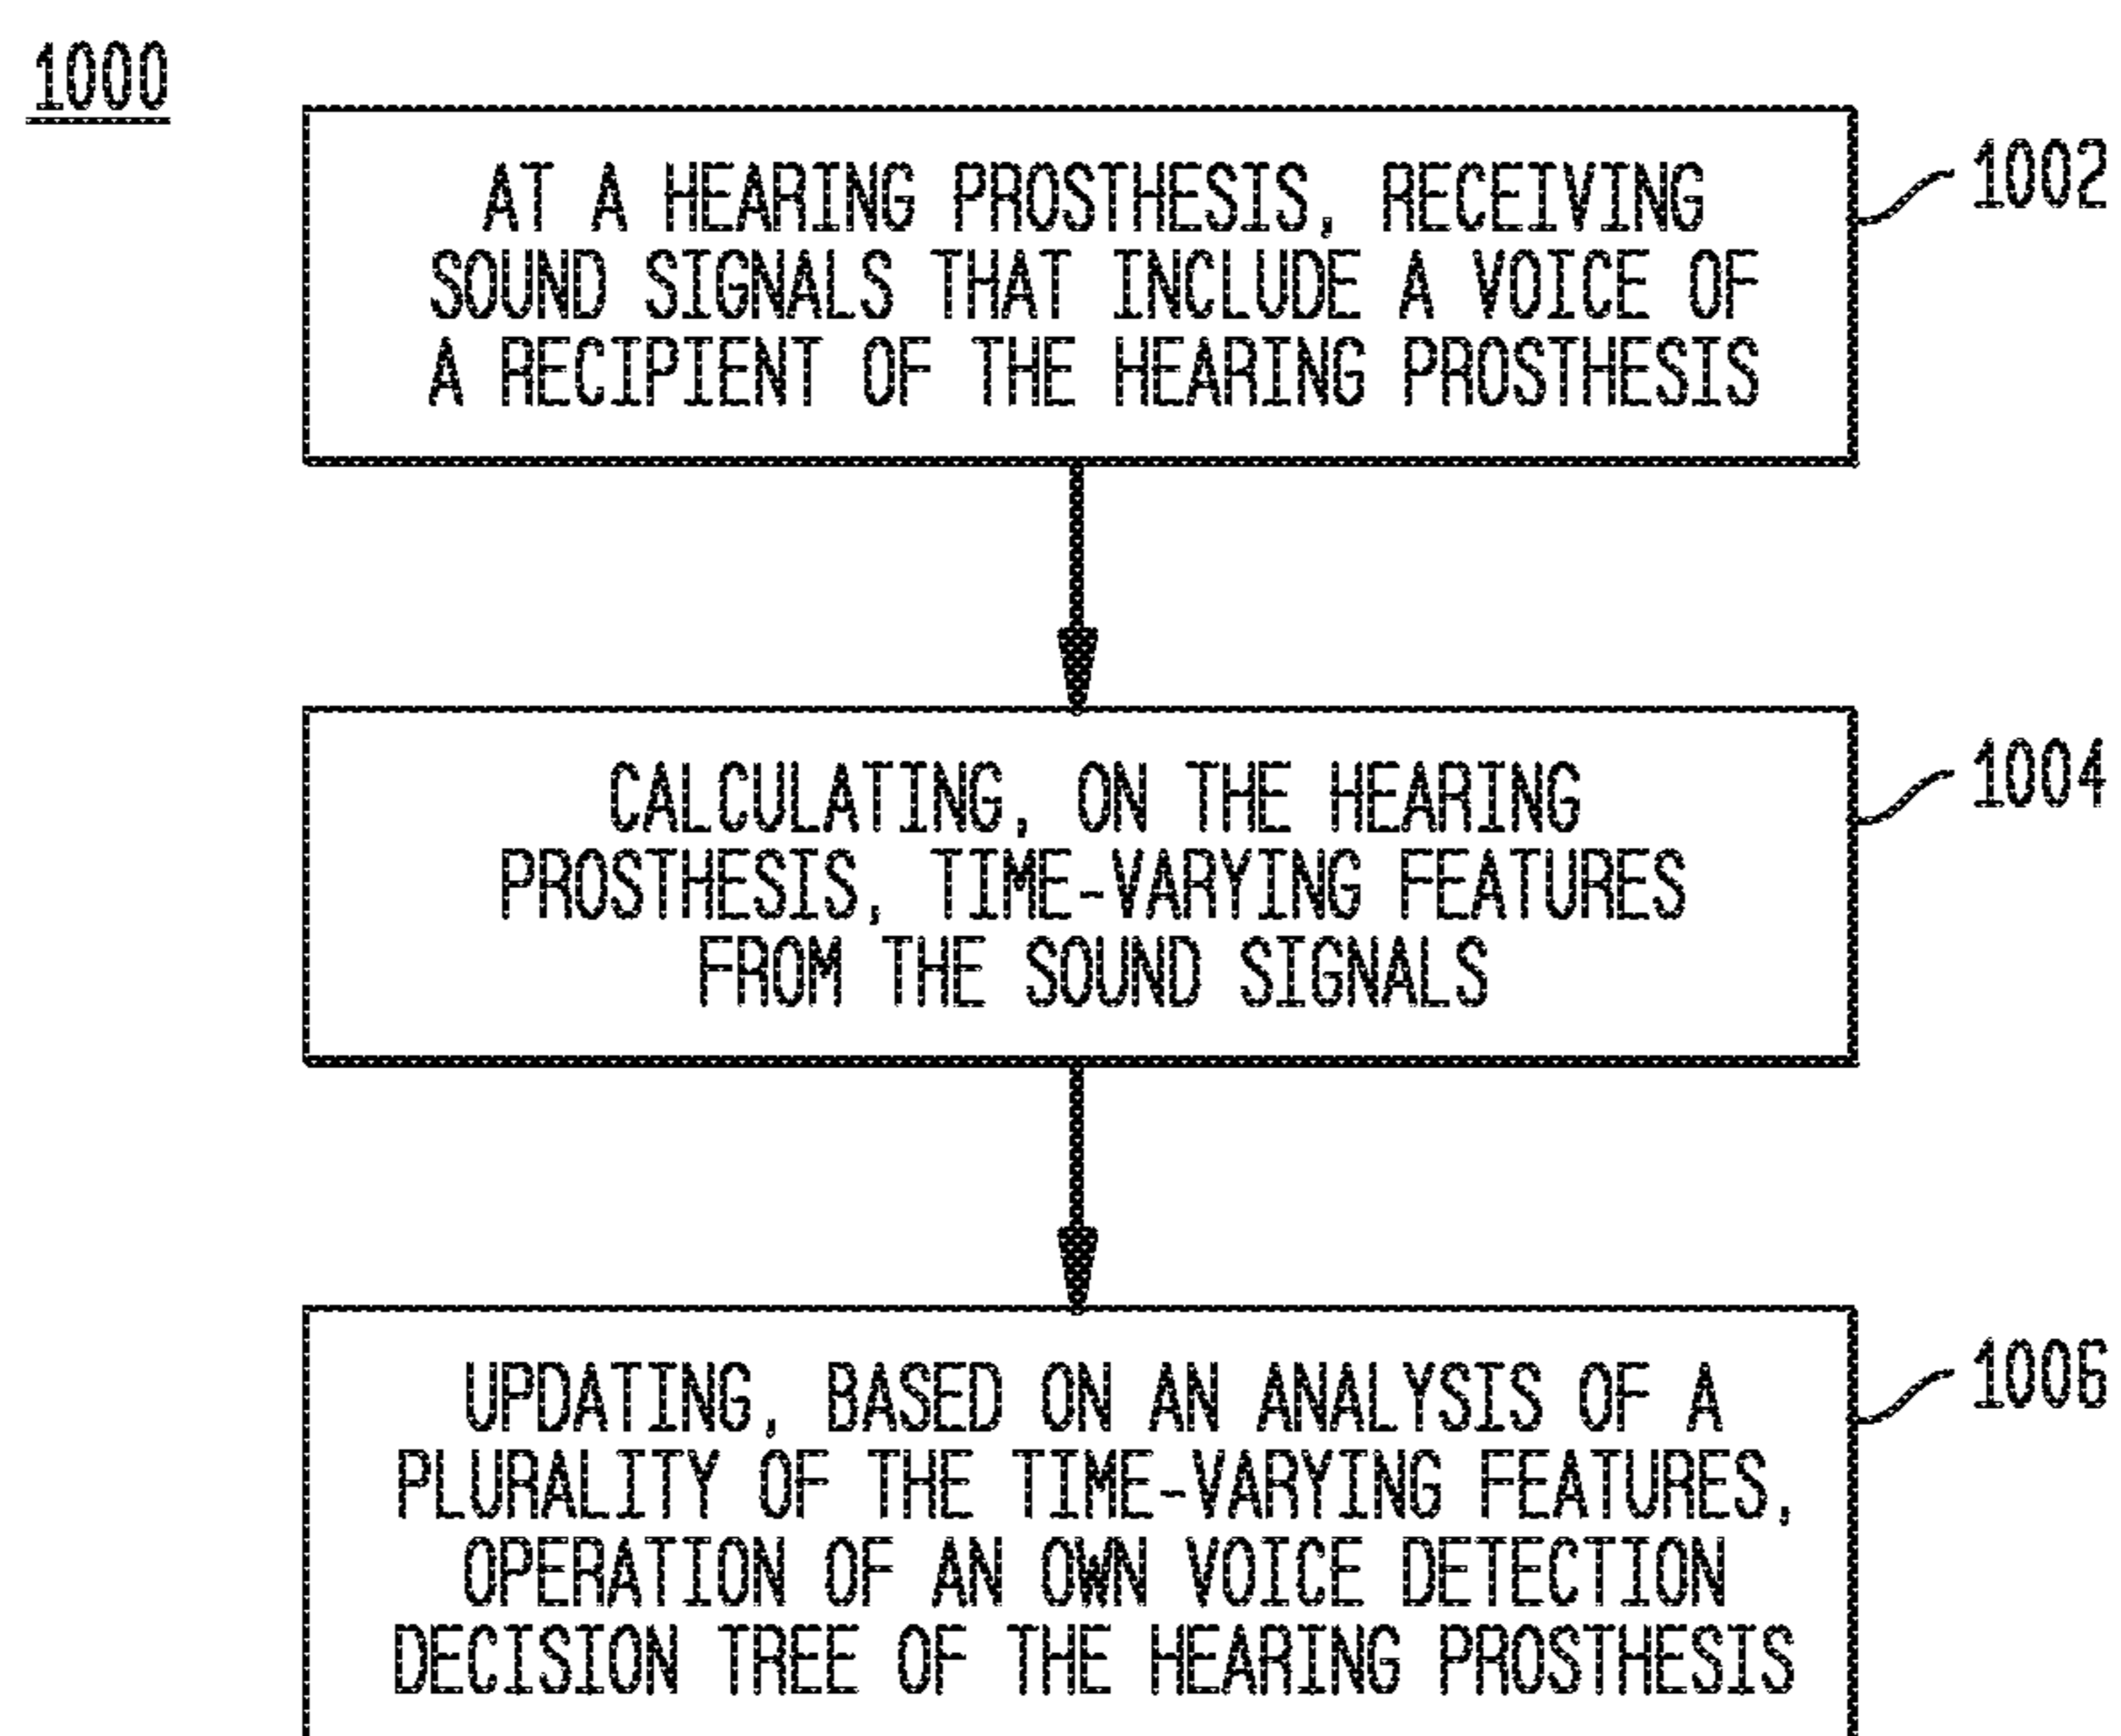 1000
AT A HEARING PROSTHESIS, RECEIVING
SOUND SIGNALS THAT INCLUDE A VOICE OF
A RECIPIENT OF THE HEARING PROSTHESIS
1002
CALCULATING, ON THE HEARING
PROSTHESIS, TIME-VARYING FEATURES
FROM THE SOUND SIGNALS
1004
UPDATING, BASED ON AN ANALYSIS OF A
PLURALITY OF THE TIME-VARYING FEATURES,
OPERATION OF AN OWN VOICE DETECTION
DECISION TREE OF THE HEARING PROSTHESIS
1006